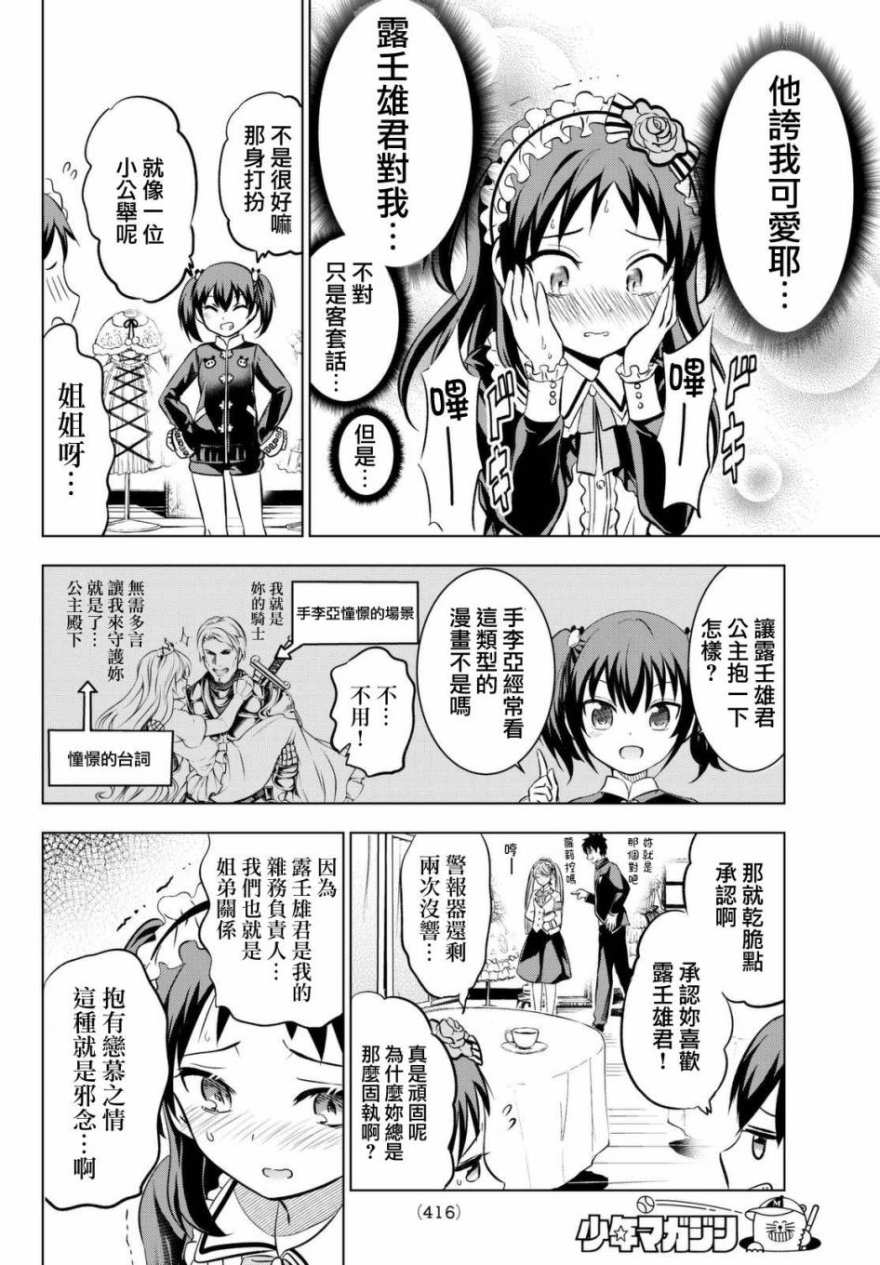 他誇我可愛耶…
嗶—
嗶—
ドキ
ドキ
露壬雄君對我…
不對
只是客套話…
但是…
不是很好嘛
那身打扮
就像一位
小公舉呢
姐姐呀…
讓露壬雄君
公主抱一下
怎樣?
手李亞經常看
這類型的
漫畫不是嗎
不…
不用!
手李亞憧憬的場景
我就是
妳的騎士
無需多言
讓我來守護妳
就是了…
公主殿下
憧憬的台詞
那就乾脆點
承認啊
承認妳喜歡
露壬雄君!
妳就是
那個對吧
蘿莉控嗎
哼—
警報器還剩
兩次沒響…
真是頑固呢
為什麼妳總是
那麼固執啊?
因為
露壬雄君是我的
雜務負責人…
我們也就是
姐弟關係
抱有戀慕之情
這種就是邪念…啊
(416)
少年マガジン
M